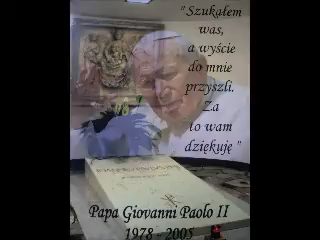 "Szukałem
was,
a wyście
do mnie
przyszli.
Za
to wam
dziękuję"
Papa Giovanni Paolo II
1978 - 2005